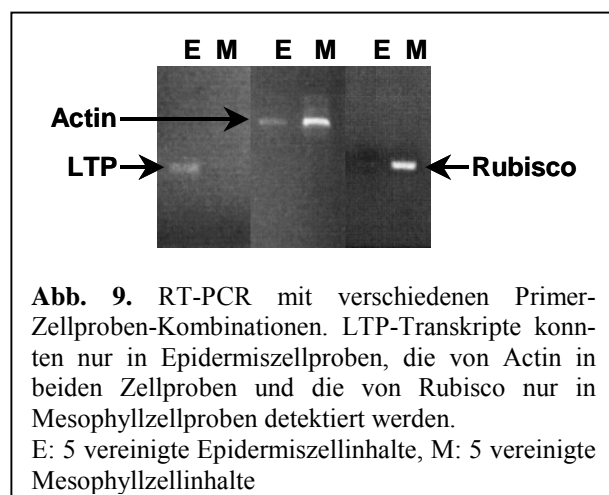 E M E M E M
Actin
LTP Rubisco
Abb. 9. RT-PCR mit verschiedenen Primer-
Zellproben-Kombinationen. LTP-Transkripte konn-
ten nur in Epidermiszellproben, die von Actin in
beiden Zellproben und die von Rubisco nur in
Mesophyllzellproben detektiert werden.
E: 5 vereinigte Epidermiszellinhalte, M: 5 vereinigte
Mesophyllzellinhalte